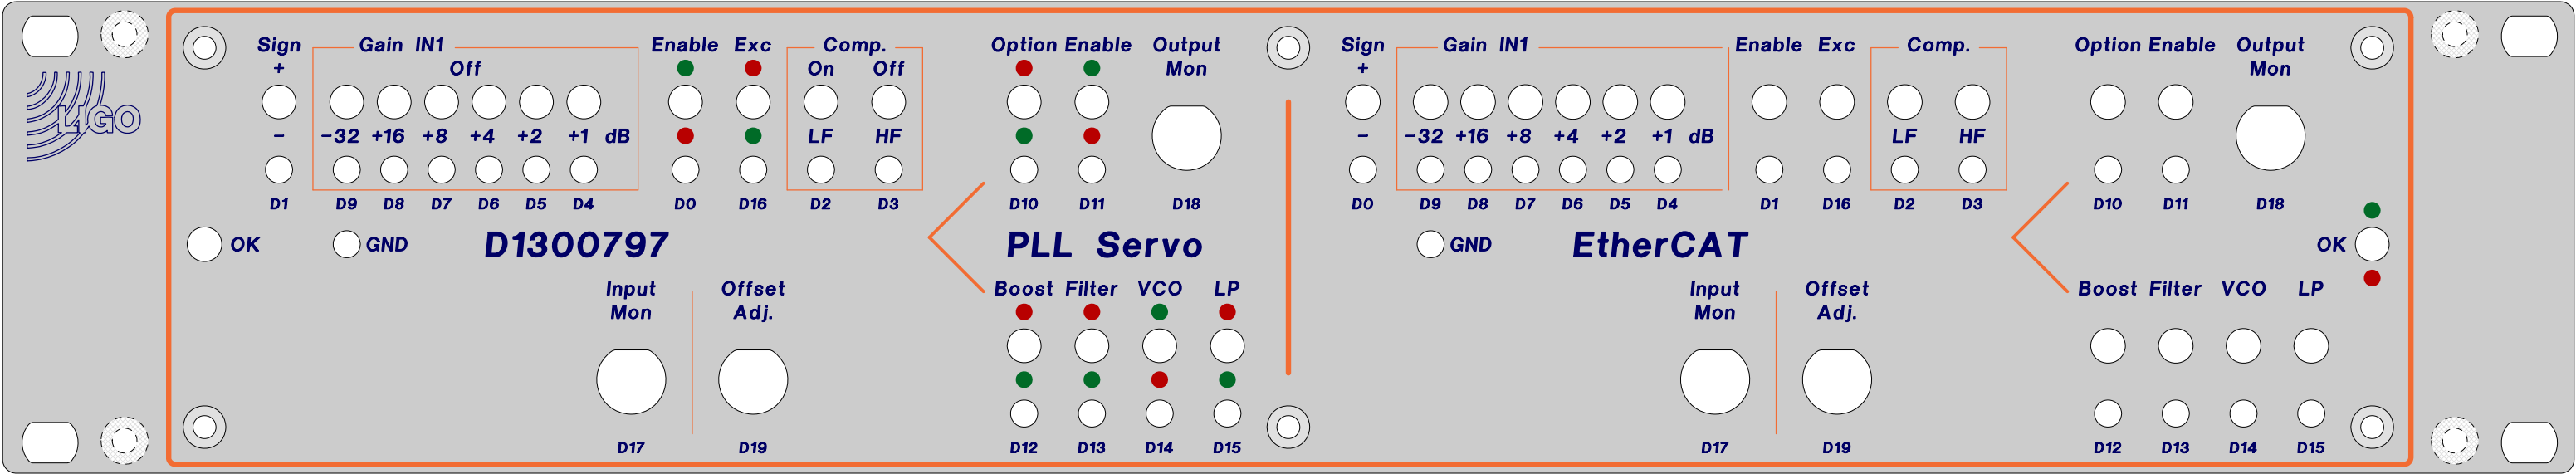 Sign Gain IN1 Enable Exc Comp. Option Enable Output Sign Gain IN1 Enable Exc Comp. Option Enable Output
+ Off On Off Mon + Mon
LIGO
- -32 +16 +8 +4 +2 +1 dB LF HF - -32 +16 +8 +4 +2 +1 dB LF HF
D1 D9 D8 D7 D6 D5 D4 D0 D16 D2 D3 D10 D11 D18 D0 D9 D8 D7 D6 D5 D4 D1 D16 D2 D3 D10 D11 D18
OK GND D1300797 PLL Servo GND EtherCAT OK
Input Offset Boost Filter VCO LP Input Offset Boost Filter VCO LP
Mon Adj. Mon Adj.
D17 D19 D12 D13 D14 D15 D17 D19 D12 D13 D14 D15